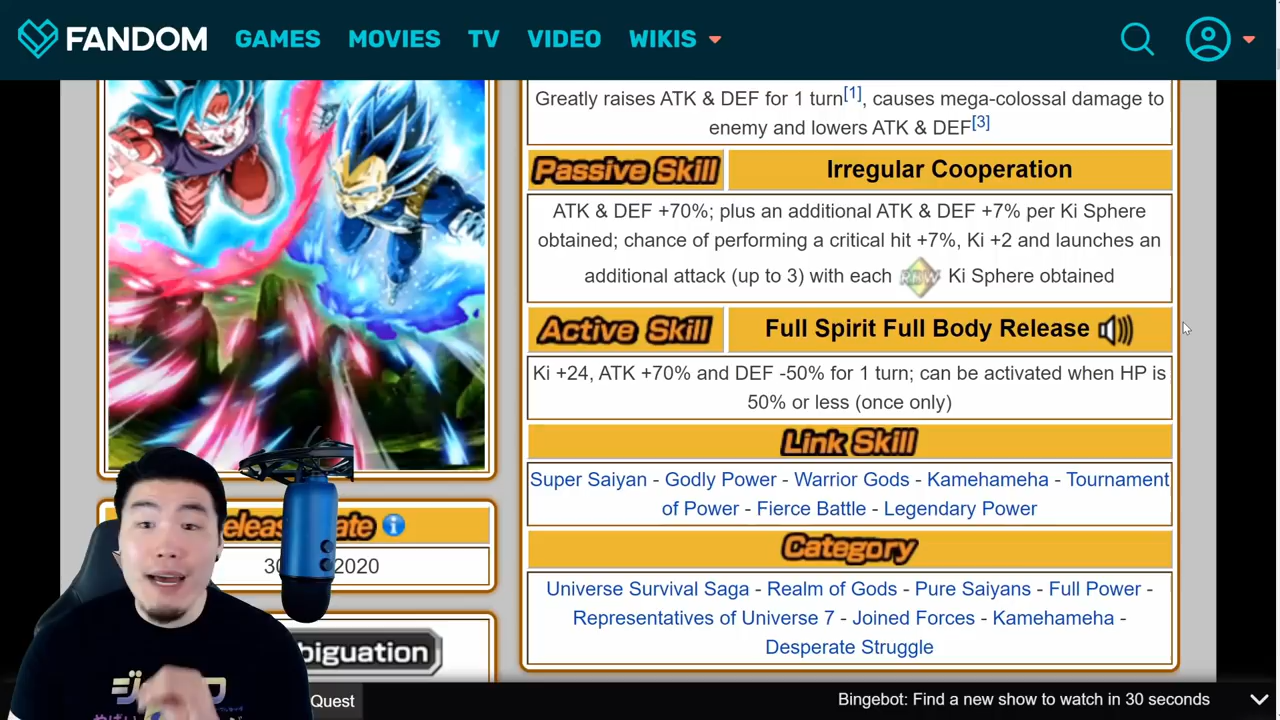 FANDOM GAMES MOVIES TV VIDEO WIKIS
Greatly raises ATK & DEF for 1 turn[1], causes mega-colossal damage to
enemy and lowers ATK & DEF[3]
Passive Skill Irregular Cooperation
ATK & DEF +70%; plus an additional ATK & DEF +7% per Ki Sphere
obtained; chance of performing a critical hit +7%, Ki +2 and launches an
additional attack (up to 3) with each RBW Ki Sphere obtained
Active Skill Full Spirit Full Body Release
Ki +24, ATK +70% and DEF -50% for 1 turn; can be activated when HP is
50% or less (once only)
Link Skill
Super Saiyan - Godly Power - Warrior Gods - Kamehameha - Tournament
of Power - Fierce Battle - Legendary Power
Category
Universe Survival Saga - Realm of Gods - Pure Saiyans - Full Power -
Representatives of Universe 7 - Joined Forces - Kamehameha -
Desperate Struggle
2020
Quest
Bingebot: Find a new show to watch in 30 seconds